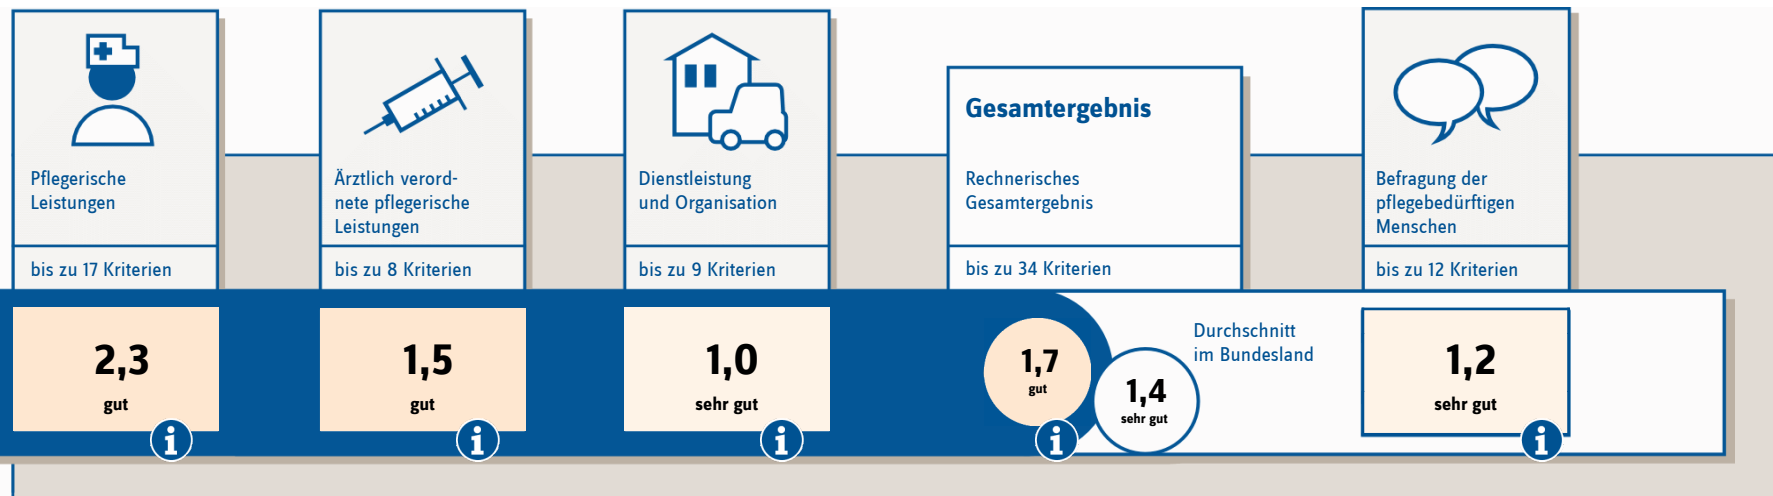 Pflegerische
Leistungen
bis zu 17 Kriterien
2,3
gut
Ärztlich verord-
nete pflegerische
Leistungen
bis zu 8 Kriterien
1,5
gut
Dienstleistung
und Organisation
bis zu 9 Kriterien
1,0
sehr gut
Gesamtergebnis
Rechnerisches
Gesamtergebnis
bis zu 34 Kriterien
1,7
gut
1,4
sehr gut
Durchschnitt
im Bundesland
Befragung der
pflegebedürftigen
Menschen
bis zu 12 Kriterien
1,2
sehr gut